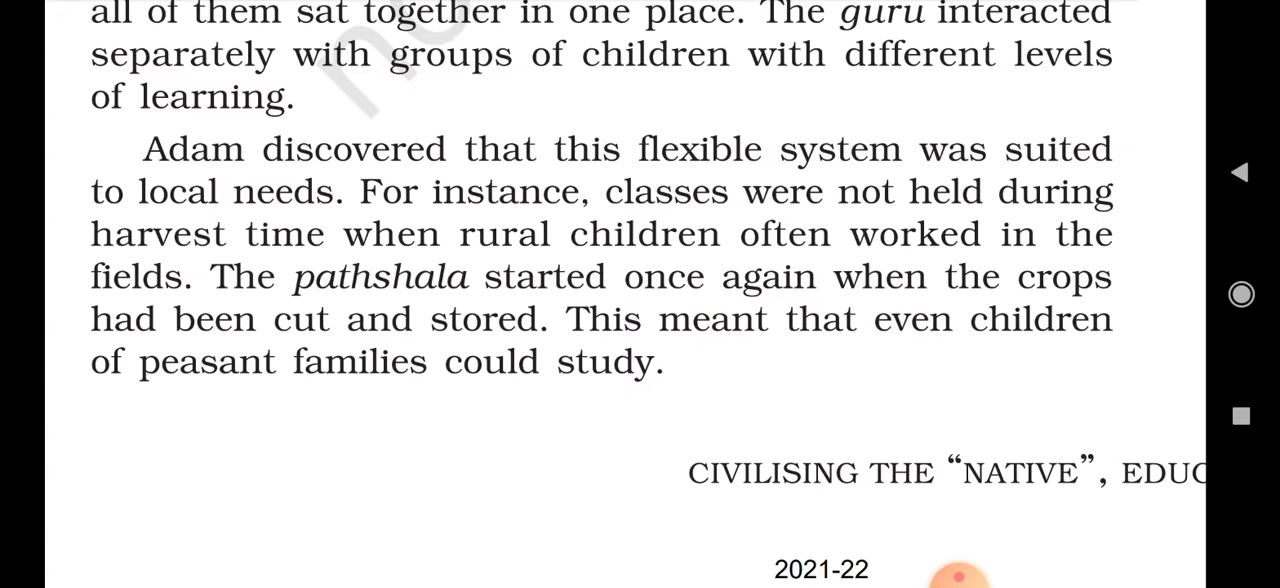 all of them sat together in one place. The guru interacted
separately with groups of children with different levels
of learning.
Adam discovered that this flexible system was suited
to local needs. For instance, classes were not held during
harvest time when rural children often worked in the
fields. The pathshala started once again when the crops
had been cut and stored. This meant that even children
of peasant families could study.
CIVILISING THE “NATIVE”, EDUC
2021-22